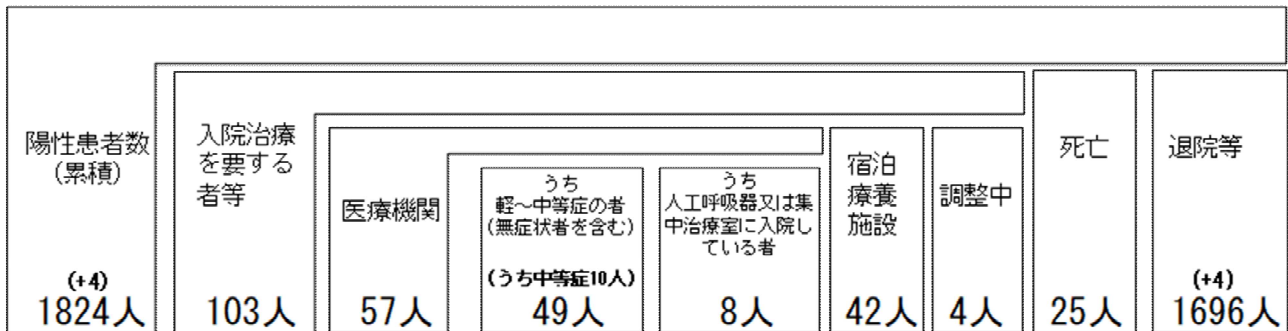 陽性患者数
(累積)
(+4)
1824人
入院治療
を要する
者等
103人
医療機関
57人
うち
軽～中等症の者
(無症状者を含む)
(うち中等症10人)
49人
うち
人工呼吸器又は集
中治療室に入院し
ている者
8人
宿泊
療養
施設
42人
調整中
4人
死亡
25人
退院等
(+4)
1696人